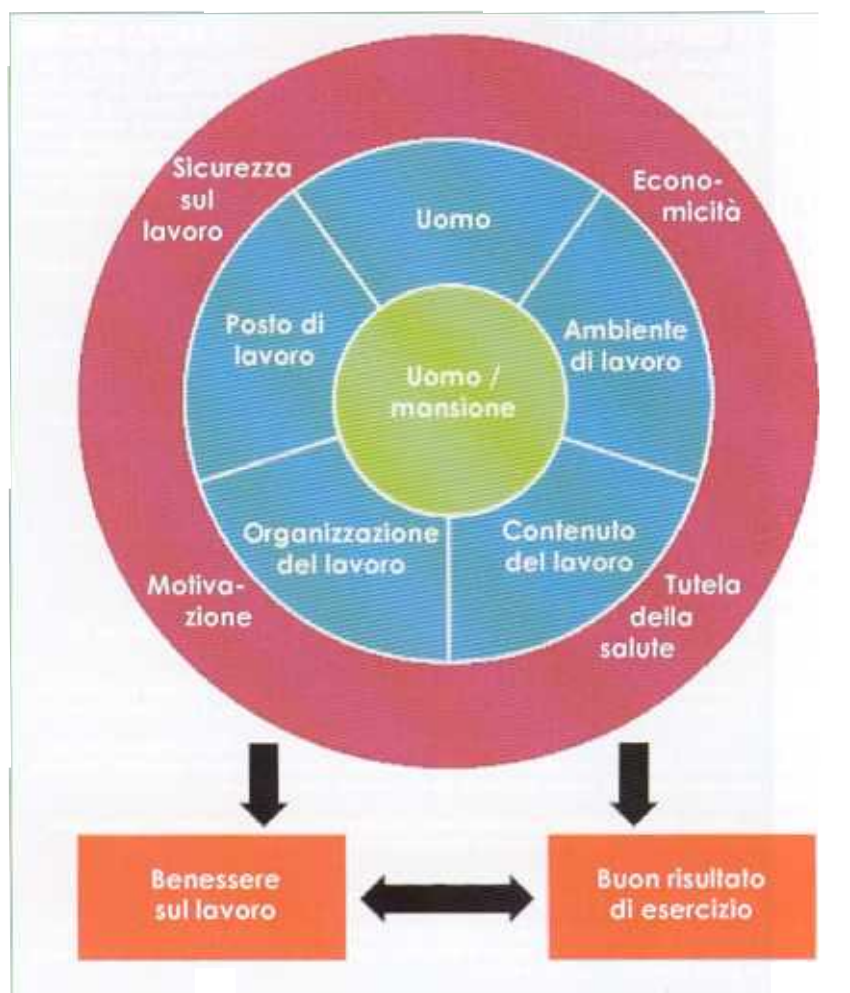 Sicurezza
sul
lavoro
Econo-
micità
Uomo
Posto di
lavoro
Ambiente
di lavoro
Uomo /
mansione
Organizzazione
del lavoro
Contenuto
del lavoro
Motiva-
zione
Tutela
della
salute
Benessere
sul lavoro
Buon risultato
di esercizio